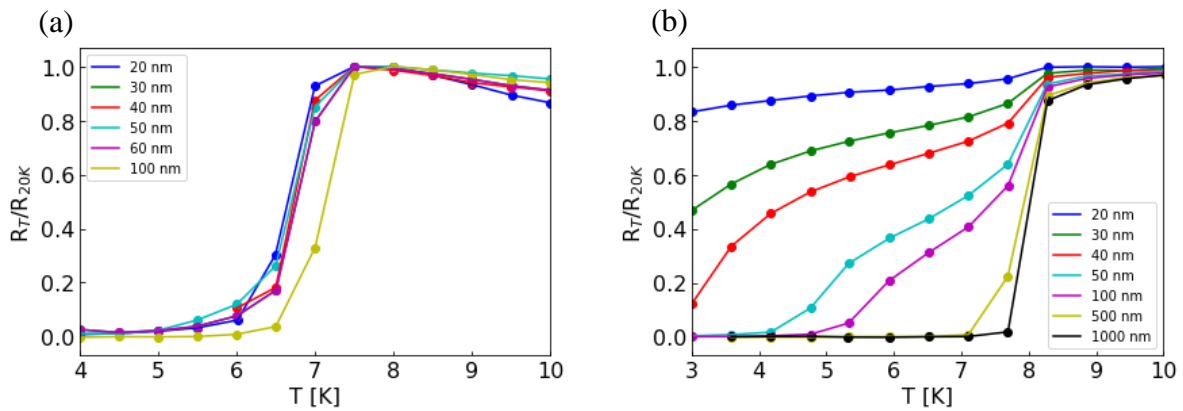 (a)
R_T/R_20K
1.0
0.8
0.6
0.4
0.2
0.0
20 nm
30 nm
40 nm
50 nm
60 nm
100 nm
4 5 6 7 8 9 10
T [K]
(b)
R_T/R_20K
1.0
0.8
0.6
0.4
0.2
0.0
20 nm
30 nm
40 nm
50 nm
100 nm
500 nm
1000 nm
3 4 5 6 7 8 9 10
T [K]